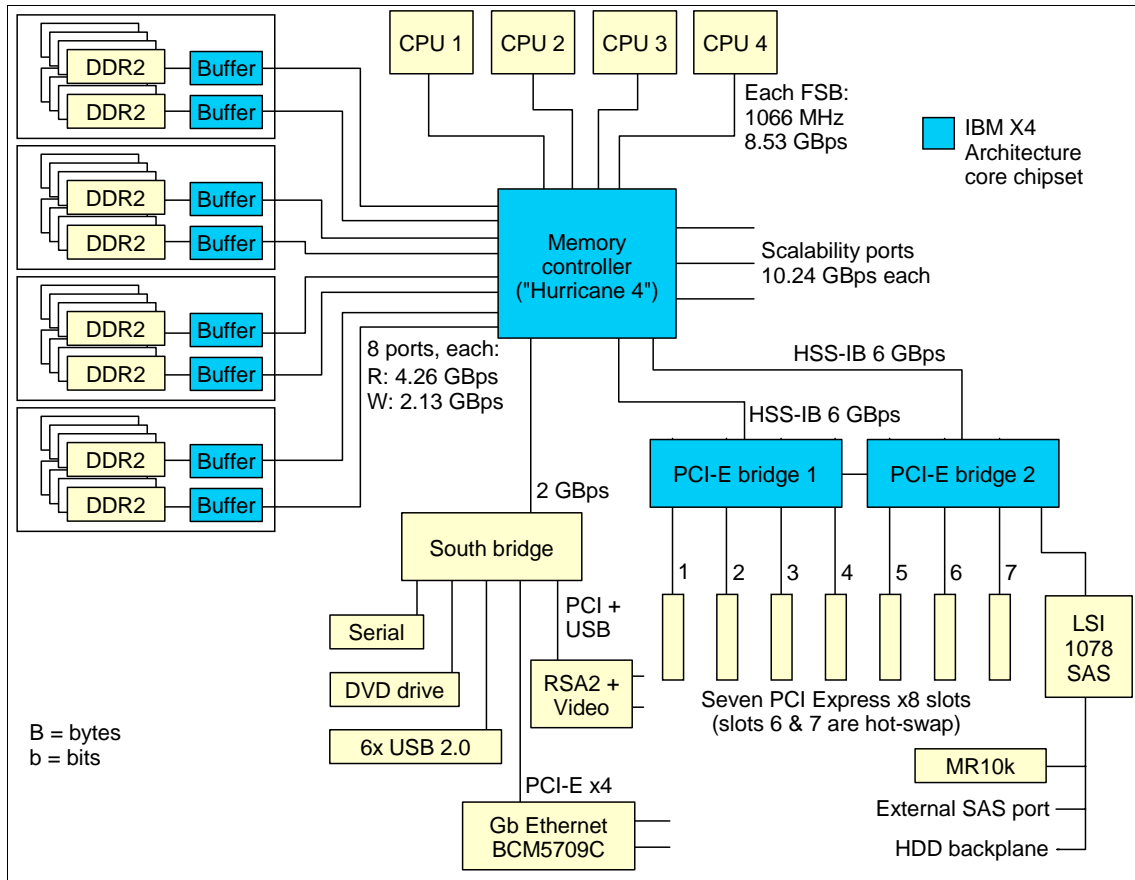 CPU 1
CPU 2
CPU 3
CPU 4
DDR2
Buffer
DDR2
Buffer
Each FSB:
1066 MHz
8.53 GBps
IBM X4
Architecture
core chipset
DDR2
Buffer
DDR2
Buffer
Memory
controller
("Hurricane 4")
Scalability ports
10.24 GBps each
DDR2
Buffer
DDR2
Buffer
8 ports, each:
R: 4.26 GBps
W: 2.13 GBps
HSS-IB 6 GBps
HSS-IB 6 GBps
DDR2
Buffer
DDR2
Buffer
PCI-E bridge 1
PCI-E bridge 2
2 GBps
South bridge
1
2
3
4
5
6
7
PCI +
USB
Serial
DVD drive
6x USB 2.0
RSA2 +
Video
LSI
1078
SAS
Seven PCI Express x8 slots
(slots 6 & 7 are hot-swap)
B = bytes
b = bits
PCI-E x4
Gb Ethernet
BCM5709C
MR10k
External SAS port
HDD backplane